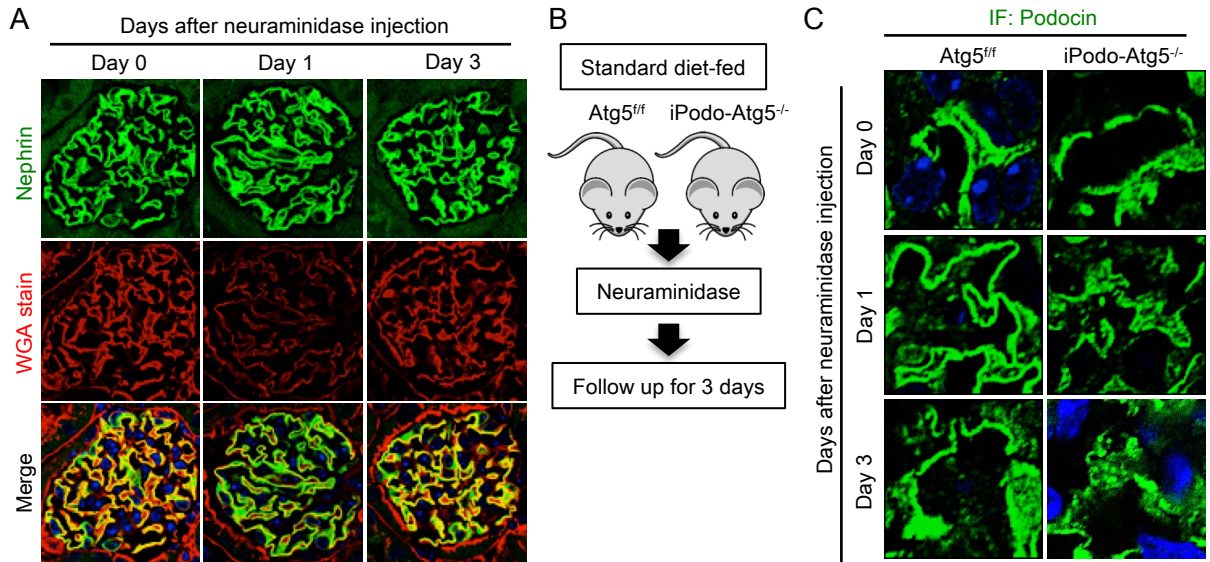 A
Days after neuraminidase injection
Day 0 Day 1 Day 3
Nephrin
WGA stain
Merge
B
Standard diet-fed
Atg5f/f iPodo-Atg5-/-
Neuraminidase
Follow up for 3 days
C
IF: Podocin
Atg5f/f iPodo-Atg5-/-
Days after neuraminidase injection
Day 0
Day 1
Day 3